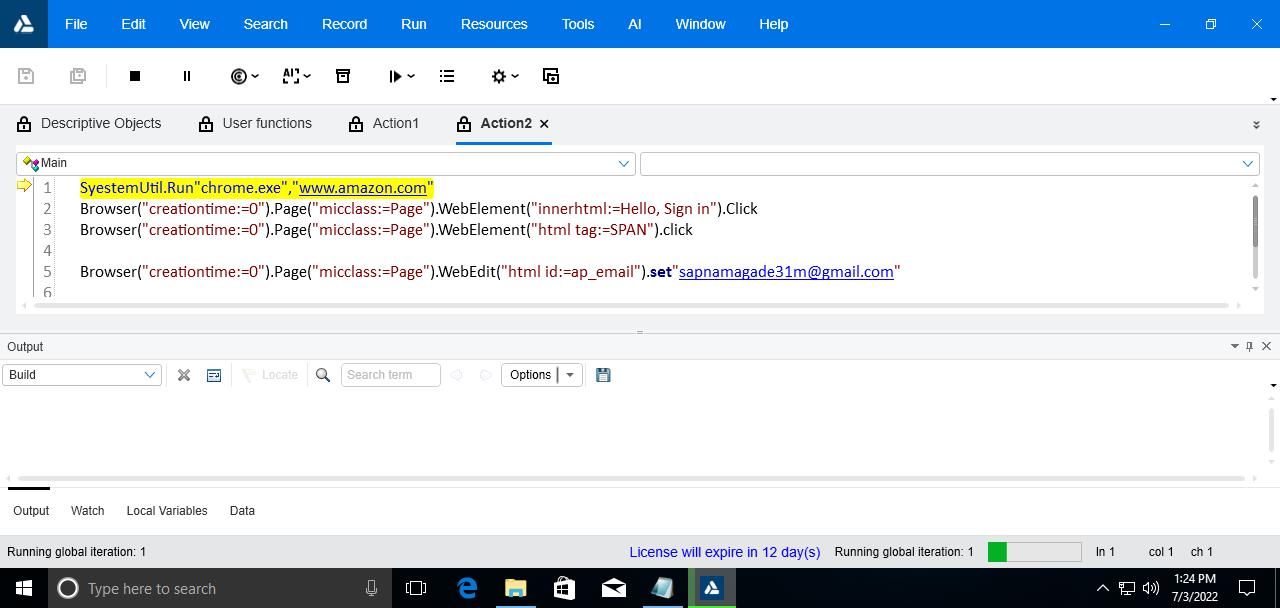 File Edit View Search Record Run Resources Tools AI Window Help
Descriptive Objects User functions Action1 Action2
Main
1 SyestemUtil.Run"chrome.exe","www.amazon.com"
2 Browser("creationtime:=0").Page("micclass:=Page").WebElement("innerhtml:=Hello, Sign in").Click
3 Browser("creationtime:=0").Page("micclass:=Page").WebElement("html tag:=SPAN").click
4
5 Browser("creationtime:=0").Page("micclass:=Page").WebEdit("html id:=ap_email").set"sapnamagade31m@gmail.com"
6
Output
Build Locate Search term Options
Output Watch Local Variables Data
Running global iteration: 1 License will expire in 12 day(s) Running global iteration: 1 ln 1 col 1 ch 1
Type here to search 1:24 PM
7/3/2022